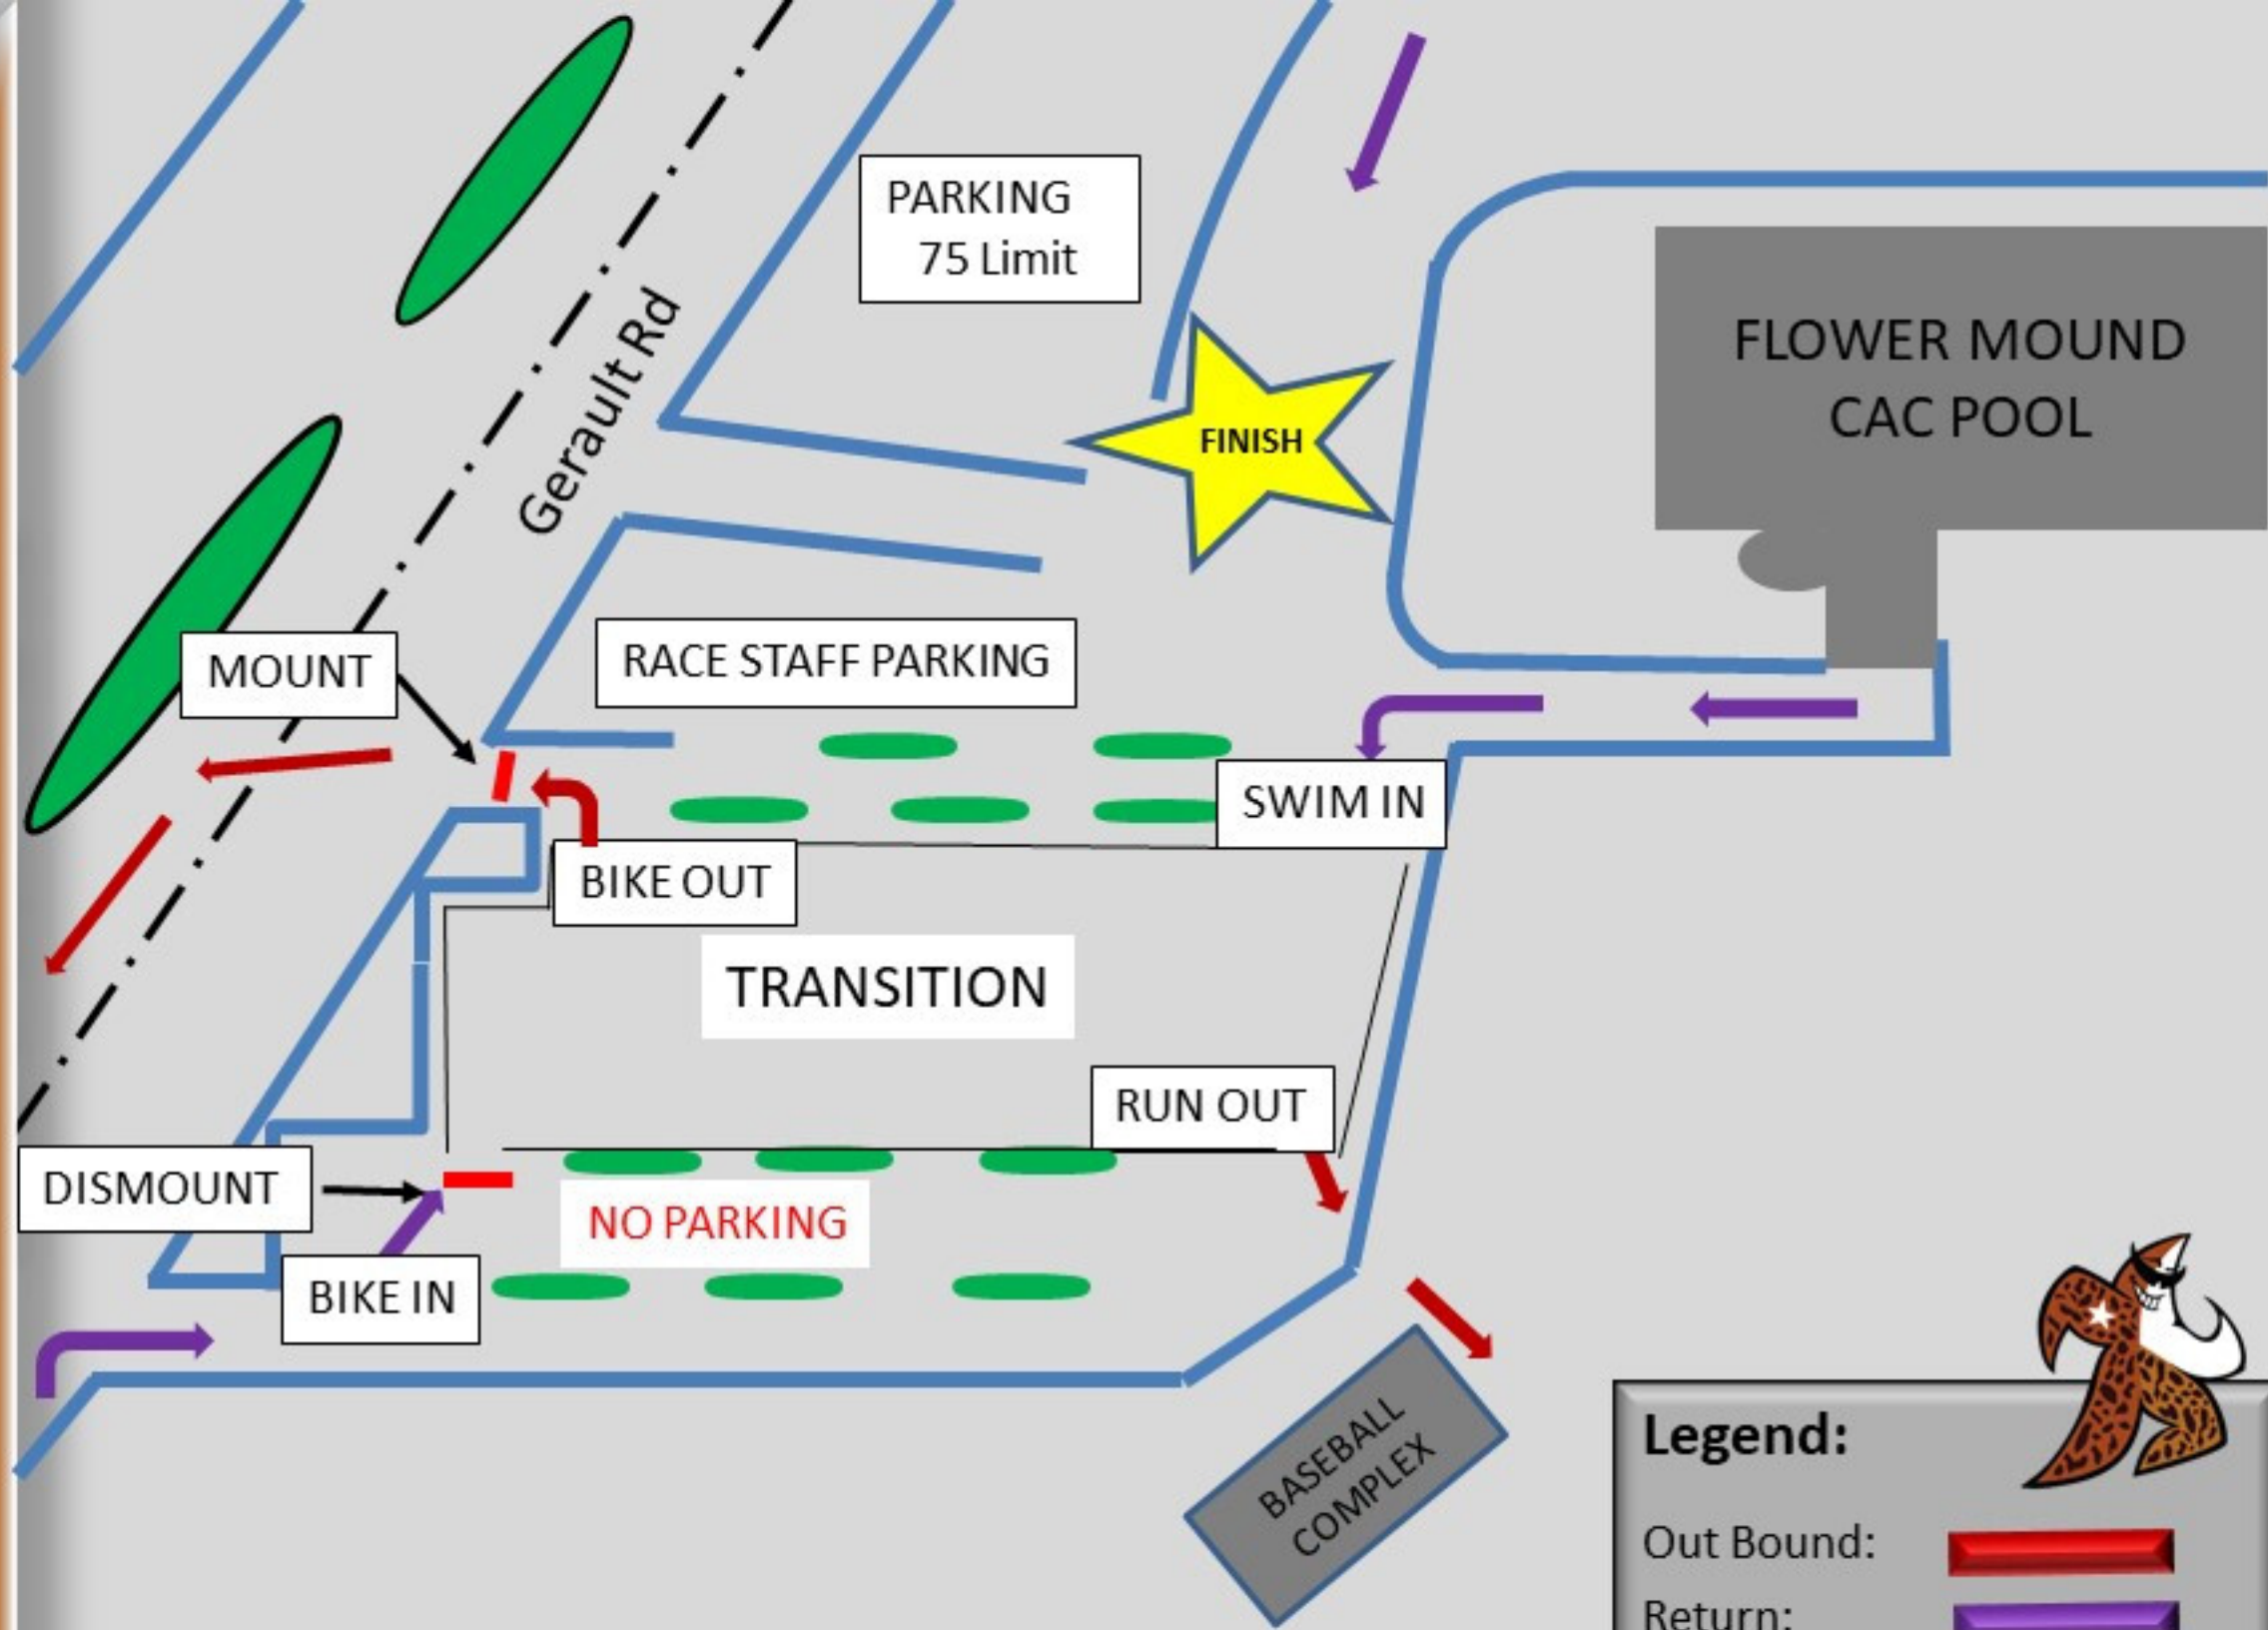 PARKING
75 Limit
FLOWER MOUND
CAC POOL
Gerault Rd
FINISH
MOUNT
RACE STAFF PARKING
SWIM IN
BIKE OUT
TRANSITION
RUN OUT
DISMOUNT
NO PARKING
BIKE IN
BASEBALL
COMPLEX
Legend:
Out Bound:
Return: